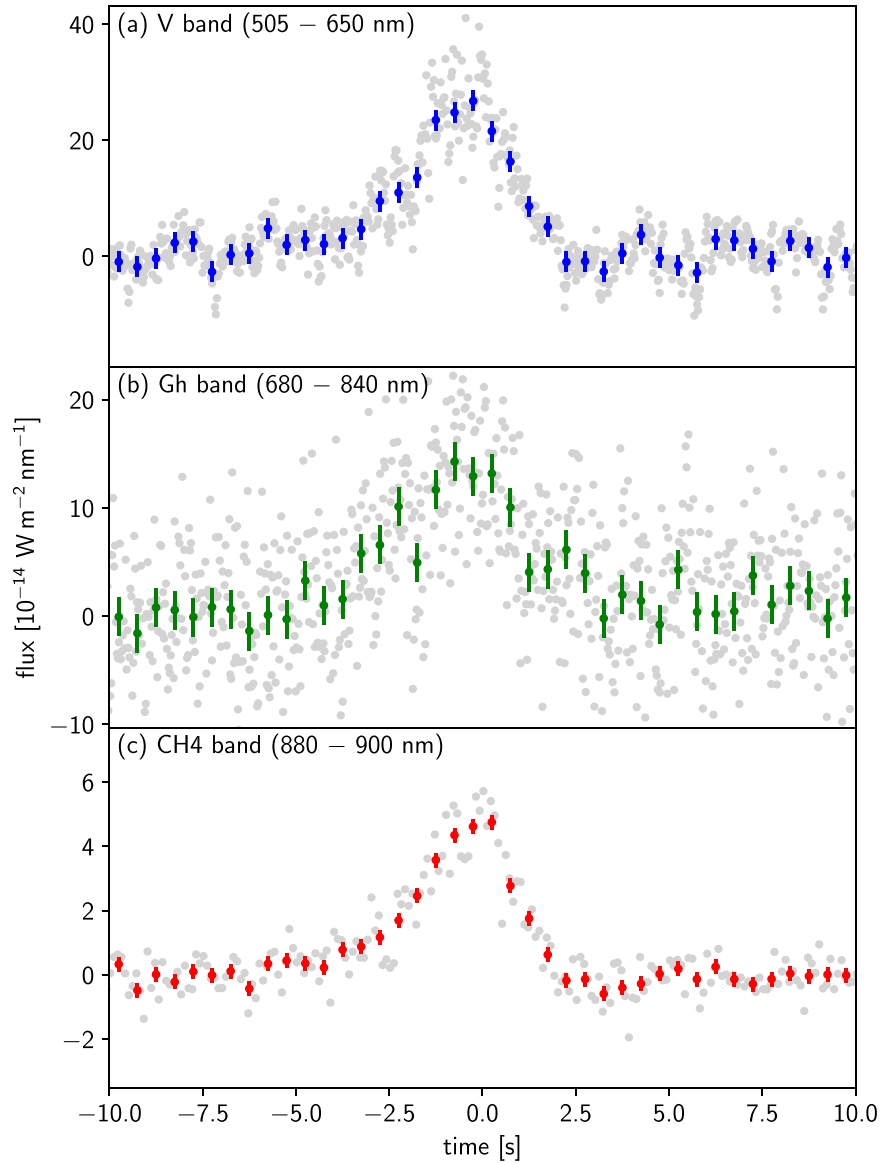 (a) V band (505 − 650 nm)
40
20
0
(b) Gh band (680 − 840 nm)
20
10
0
−10
flux [10⁻¹⁴ W m⁻² nm⁻¹]
(c) CH4 band (880 − 900 nm)
6
4
2
0
−2
−10.0 −7.5 −5.0 −2.5 0.0 2.5 5.0 7.5 10.0
time [s]